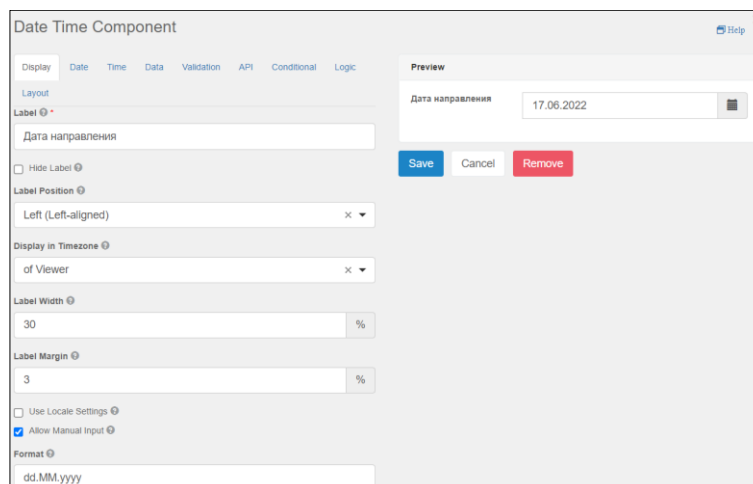 Date Time Component
Help
Display Date Time Data Validation API Conditional Logic
Layout
Label *
Дата направления
Hide Label
Label Position
Left (Left-aligned)
Display in Timezone
of Viewer
Label Width
30 %
Label Margin
3 %
Use Locale Settings
Allow Manual Input
Format
dd.MM.yyyy
Preview
Дата направления
17.06.2022
Save Cancel Remove